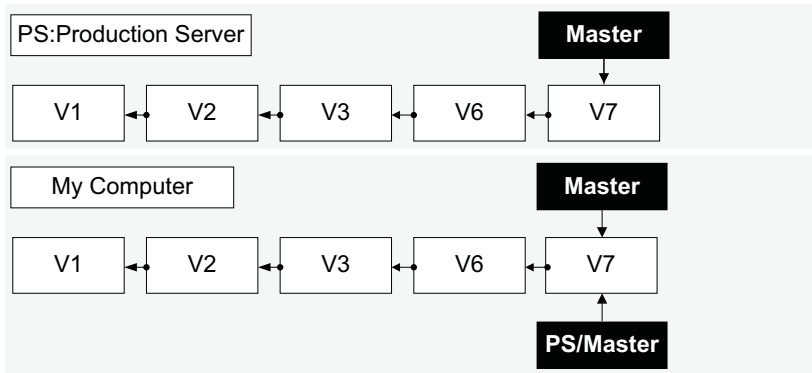 PS:Production Server
Master
V1 V2 V3 V6 V7
My Computer
Master
V1 V2 V3 V6 V7
PS/Master